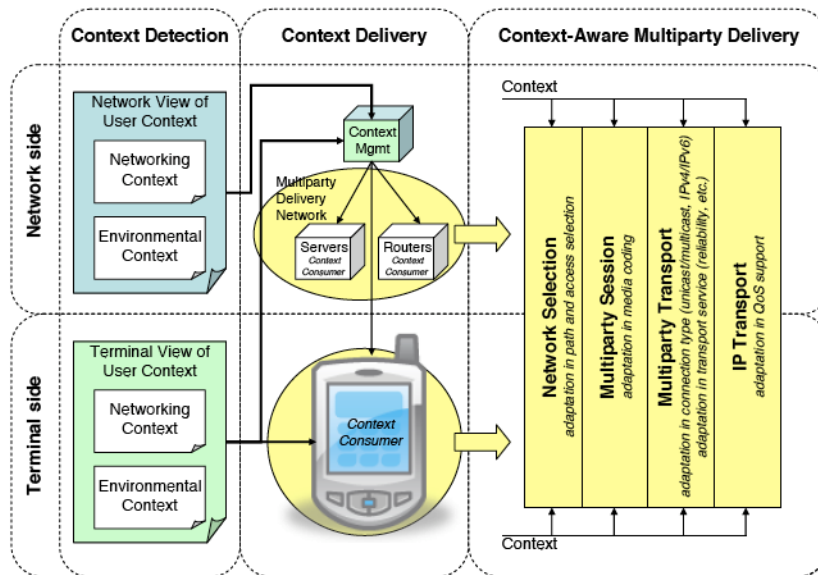 Context Detection
Context Delivery
Context-Aware Multiparty Delivery
Network side
Network View of
User Context
Networking
Context
Environmental
Context
Context
Mgmt
Multiparty
Delivery
Network
Servers
Context
Consumer
Routers
Context
Consumer
Context
Network Selection
adaptation in path and access selection
Multiparty Session
adaptation in media coding
Multiparty Transport
adaptation in connection type (unicast/multicast, IPv4/IPv6)
adaptation in transport service (reliability, etc.)
IP Transport
adaptation in QoS support
Context
Terminal side
Terminal View of
User Context
Networking
Context
Environmental
Context
Context
Consumer